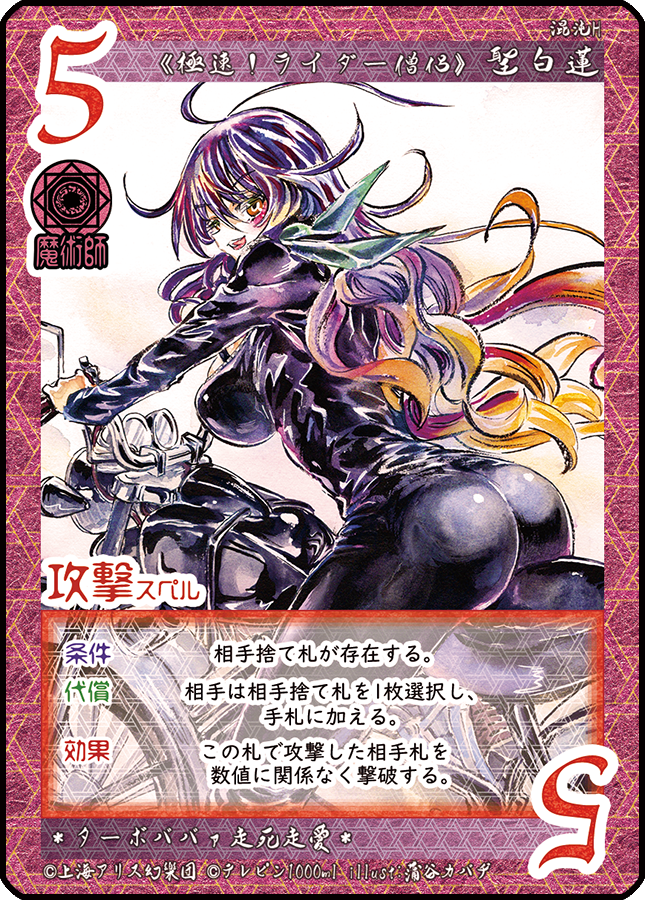 混沌H
5
《極速!ライダー僧侶》 聖白蓮
魔術師
攻撃スペル
条件 相手捨て札が存在する。
代償 相手は相手捨て札を1枚選択し、
手札に加える。
効果 この札で攻撃した相手札を
数値に関係なく撃破する。
5
*ターボババァ走死走愛*
©上海アリス幻樂団 ©テレピン1000ml illust:蒲谷カバヂ